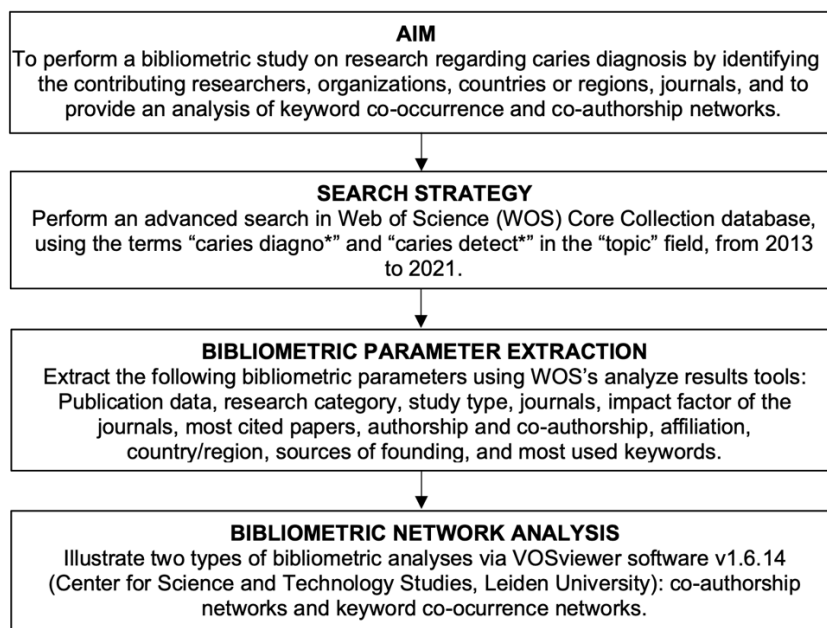 AIM
To perform a bibliometric study on research regarding caries diagnosis by identifying
the contributing researchers, organizations, countries or regions, journals, and to
provide an analysis of keyword co-occurrence and co-authorship networks.
SEARCH STRATEGY
Perform an advanced search in Web of Science (WOS) Core Collection database,
using the terms “caries diagno*” and “caries detect*” in the “topic” field, from 2013
to 2021.
BIBLIOMETRIC PARAMETER EXTRACTION
Extract the following bibliometric parameters using WOS’s analyze results tools:
Publication data, research category, study type, journals, impact factor of the
journals, most cited papers, authorship and co-authorship, affiliation,
country/region, sources of founding, and most used keywords.
BIBLIOMETRIC NETWORK ANALYSIS
Illustrate two types of bibliometric analyses via VOSviewer software v1.6.14
(Center for Science and Technology Studies, Leiden University): co-authorship
networks and keyword co-ocurrence networks.